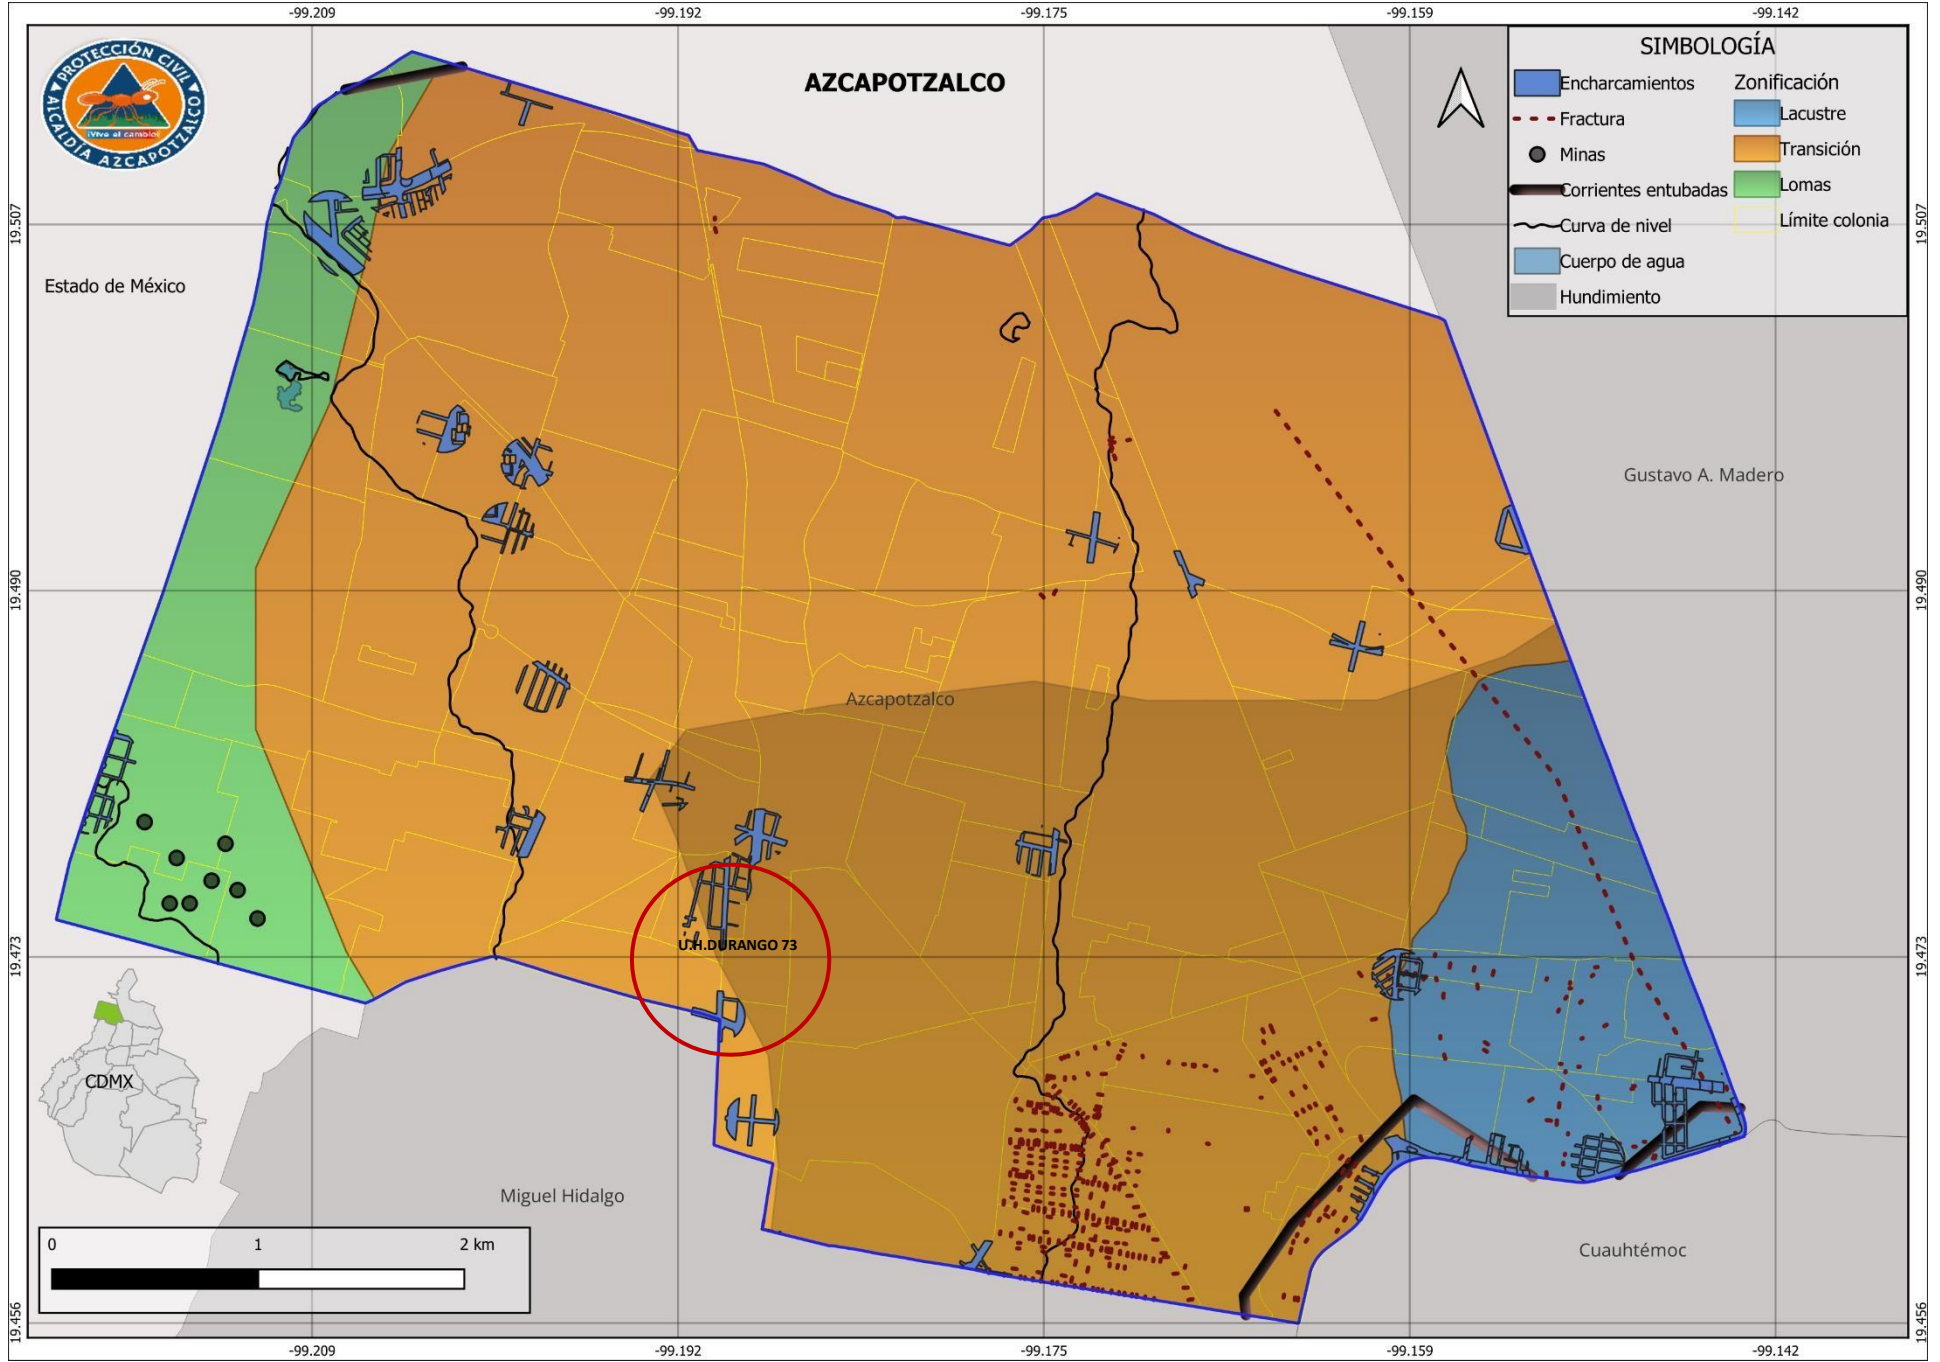 -99.209
-99.192
-99.175
-99.159
-99.142
PROTECCIÓN CIVIL
¡Vive el cambio!
ALCALDÍA AZCAPOTZALCO
AZCAPOTZALCO
SIMBOLOGÍA
Encharcamientos
Fractura
Minas
Corrientes entubadas
Curva de nivel
Cuerpo de agua
Hundimiento
Zonificación
Lacustre
Transición
Lomas
Límite colonia
19.507
19.507
Estado de México
Gustavo A. Madero
19.490
19.490
Azcapotzalco
U.H.DURANGO 73
19.473
19.473
CDMX
Miguel Hidalgo
Cuauhtémoc
0 1 2 km
19.456
19.456
-99.209
-99.192
-99.175
-99.159
-99.142